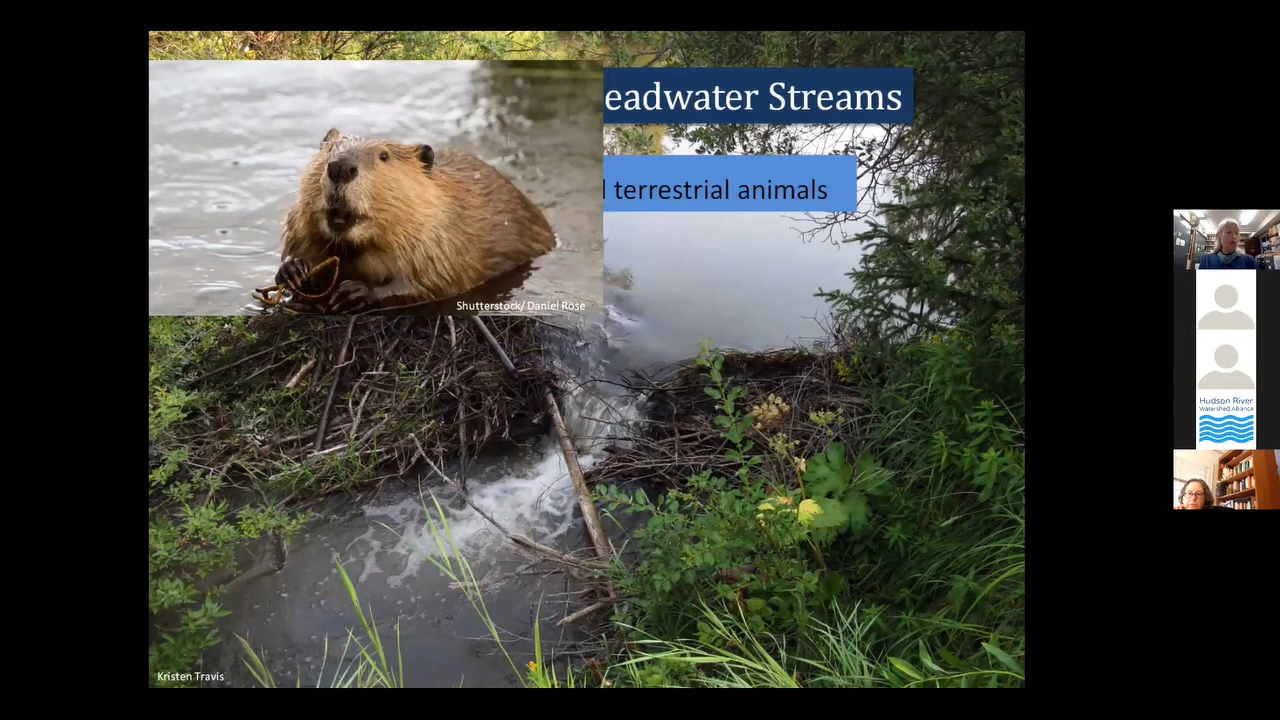 eadwater Streams
l terrestrial animals
Shutterstock/ Daniel Rose
Hudson River
Watershed Alliance
Kristen Travis